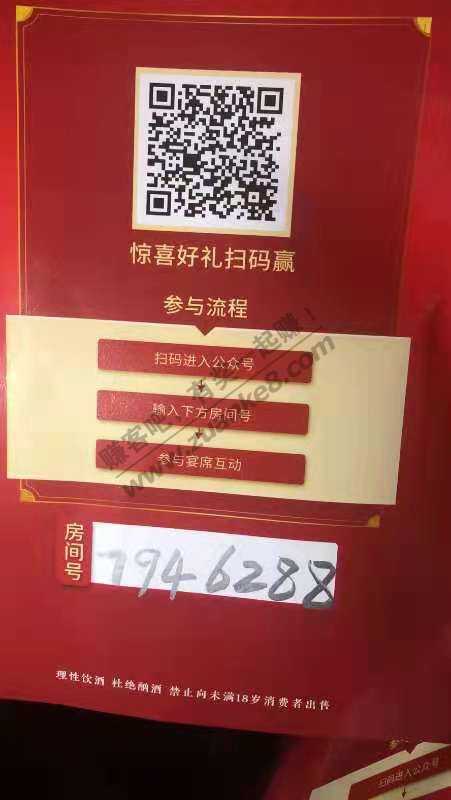 惊喜好礼扫码赢
参与流程
扫码进入公众号
输入下方房间号
参与宴席互动
赚客吧，有奖一起赚！
www.zuanke8.com
房间号
7946288
理性饮酒 杜绝酗酒 禁止向未满18岁消费者出售
参
扫码进入公众号